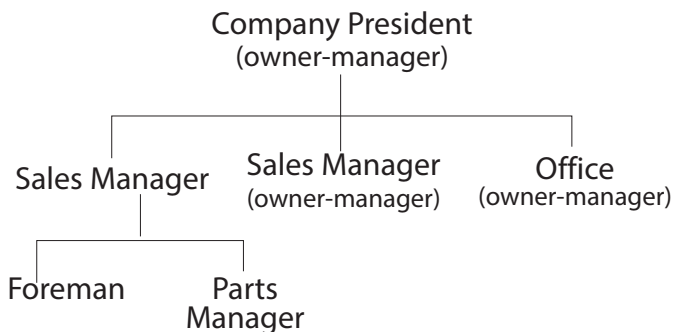 Company President
(owner-manager)
Sales Manager
Sales Manager
(owner-manager)
Office
(owner-manager)
Foreman
Parts
Manager